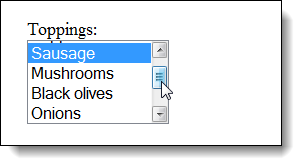 Toppings:
Sausage
Mushrooms
Black olives
Onions